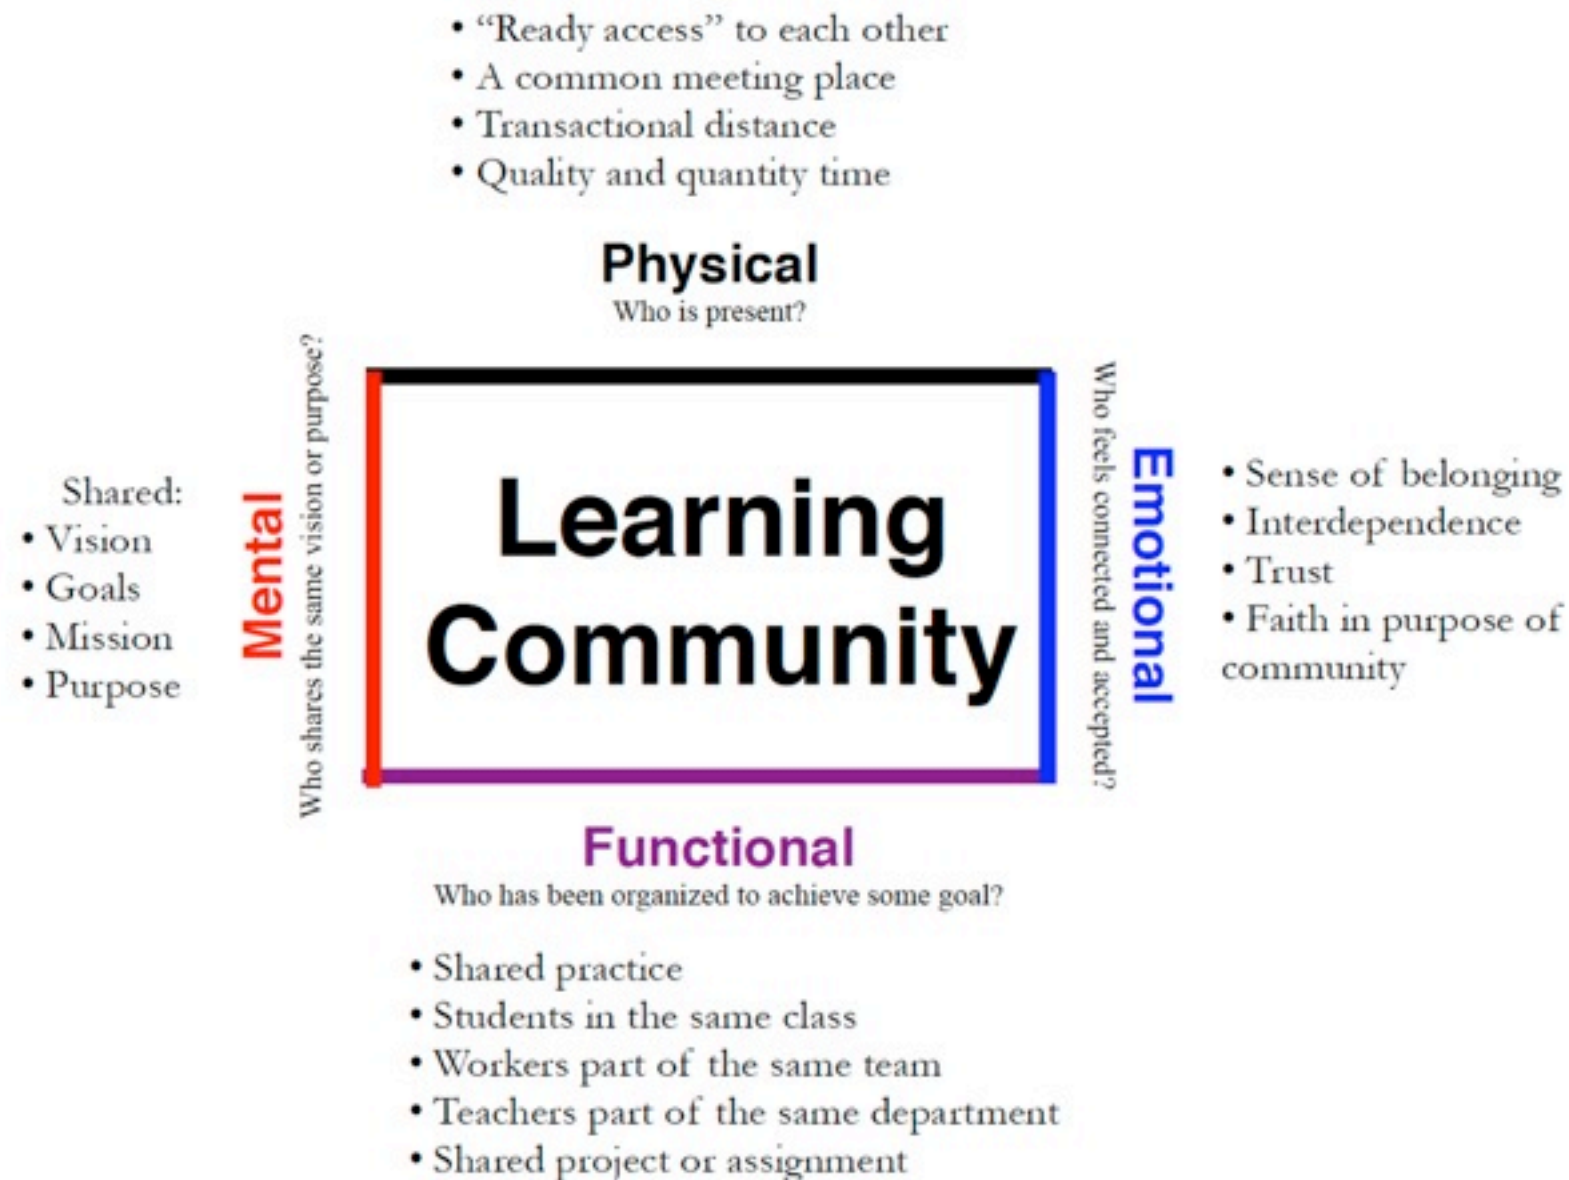 • “Ready access” to each other
• A common meeting place
• Transactional distance
• Quality and quantity time
Physical
Who is present?
Shared:
• Vision
• Goals
• Mission
• Purpose
Mental
Who shares the same vision or purpose?
Learning
Community
Who feels connected and accepted?
Emotional
• Sense of belonging
• Interdependence
• Trust
• Faith in purpose of
community
Functional
Who has been organized to achieve some goal?
• Shared practice
• Students in the same class
• Workers part of the same team
• Teachers part of the same department
• Shared project or assignment